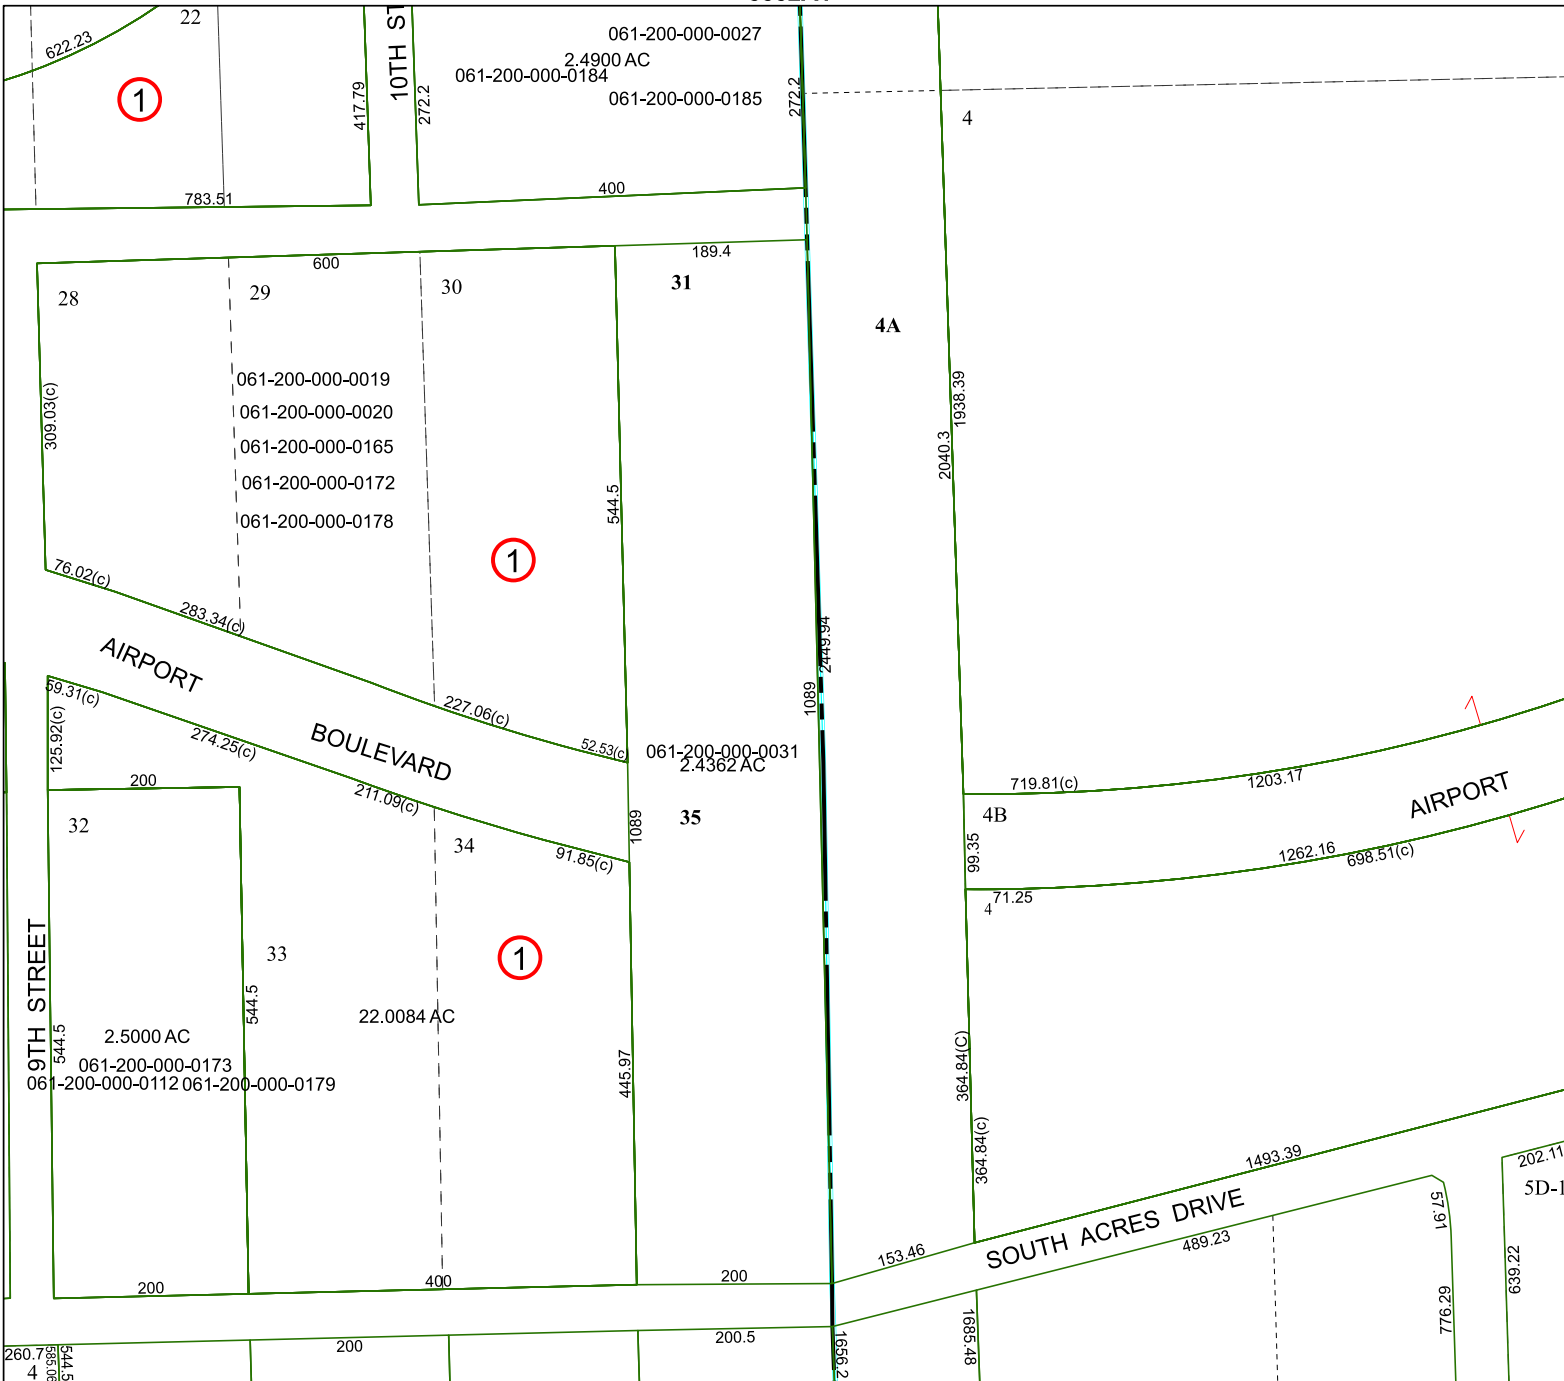 22
622.23
1
417.79
10TH ST
272.2
061-200-000-0027
2.4900 AC
061-200-000-0184
061-200-000-0185
272.2
4
783.51
400
600
189.4
28
29
30
31
4A
309.03(c)
061-200-000-0019
061-200-000-0020
061-200-000-0165
061-200-000-0172
061-200-000-0178
544.5
1938.39
2040.3
1
76.02(c)
283.34(c)
227.06(c)
52.53(c)
AIRPORT
BOULEVARD
59.31(c)
125.92(c)
274.25(c)
211.09(c)
91.85(c)
2449.94
1089
061-200-000-0031
2.4362 AC
35
1089
719.81(c)
1203.17
AIRPORT
4B
99.35
1262.16
698.51(c)
71.25
4
200
32
34
33
1
9TH STREET
544.5
544.5
22.0084 AC
2.5000 AC
061-200-000-0173
061-200-000-0112
061-200-000-0179
445.97
364.84(C)
364.84(c)
1493.39
202.11
5D-1
57.91
SOUTH ACRES DRIVE
489.23
153.46
639.22
779.29
200
400
200
200
200.5
1656.2
1685.48
260.7
585.06
544.5
4